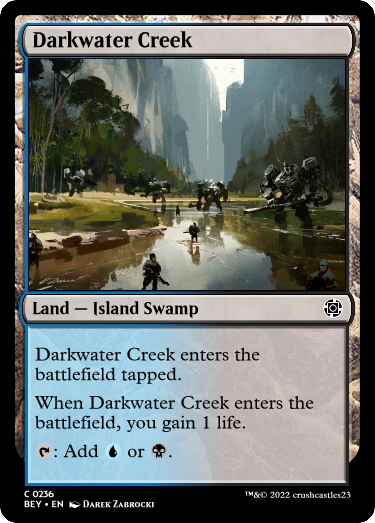 Darkwater Creek
Land — Island Swamp
Darkwater Creek enters the
battlefield tapped.
When Darkwater Creek enters the
battlefield, you gain 1 life.
: Add or .
C 0236
BEY • EN Darek Zabrocki
™&© 2022 crushcastles23